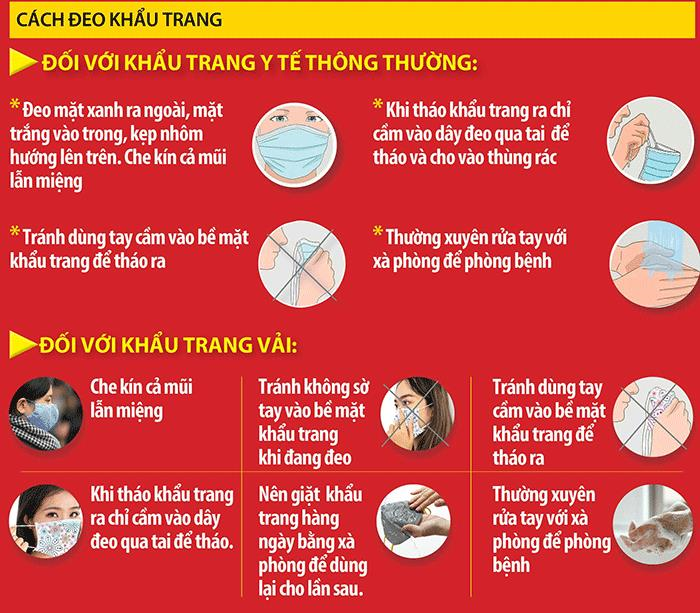 CÁCH ĐEO KHẨU TRANG
ĐỐI VỚI KHẨU TRANG Y TẾ THÔNG THƯỜNG:
* Đeo mặt xanh ra ngoài, mặt
trắng vào trong, kẹp nhôm
hướng lên trên. Che kín cả mũi
lẫn miệng
* Khi tháo khẩu trang ra chỉ
cầm vào dây đeo qua tai để
tháo và cho vào thùng rác
* Tránh dùng tay cầm vào bề mặt
khẩu trang để tháo ra
* Thường xuyên rửa tay với
xà phòng để phòng bệnh
ĐỐI VỚI KHẨU TRANG VẢI:
Che kín cả mũi
lẫn miệng
Tránh không sờ
tay vào bề mặt
khẩu trang
khi đang đeo
Tránh dùng tay
cầm vào bề mặt
khẩu trang để
tháo ra
Khi tháo khẩu trang
ra chỉ cầm vào dây
đeo qua tai để tháo.
Nên giặt khẩu
trang hàng
ngày bằng xà
phòng để dùng
lại cho lần sau.
Thường xuyên
rửa tay với xà
phòng để phòng
bệnh